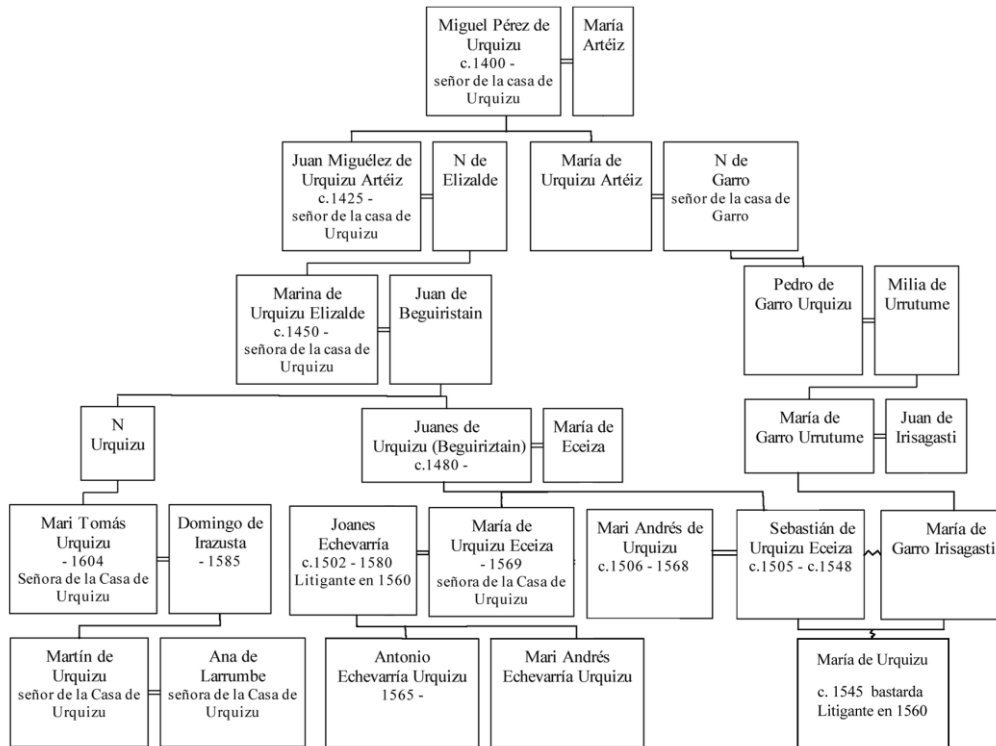 Miguel Pérez de
Urquizu
c.1400 -
señor de la casa de
Urquizu
María
Artéiz
Juan Miguélez de
Urquizu Artéiz
c.1425 -
señor de la casa de
Urquizu
N de
Elizalde
María de
Urquizu Artéiz
N de
Garro
señor de la casa de
Garro
Marina de
Urquizu Elizalde
c.1450 -
señora de la casa de
Urquizu
Juan de
Beguiristain
Pedro de
Garro Urquizu
Milia de
Urrutume
N
Urquizu
Juanes de
Urquizu (Beguiriztain)
c.1480 -
María de
Eceiza
María de
Garro Urrutume
Juan de
Irisagasti
Mari Tomás
Urquizu
- 1604
Señora de la Casa de
Urquizu
Domingo de
Irazusta
- 1585
Joanes
Echevarría
c.1502 - 1580
Litigante en 1560
María de
Urquizu Eceiza
- 1569
señora de la Casa de
Urquizu
Mari Andrés de
Urquizu
c.1506 - 1568
Sebastián de
Urquizu Eceiza
c.1505 - c.1548
María de
Garro Irisagasti
Martín de
Urquizu
señor de la Casa de
Urquizu
Ana de
Larrumbe
señora de la Casa de
Urquizu
Antonio
Echevarría Urquizu
1565 -
Mari Andrés
Echevarría Urquizu
María de Urquizu
c. 1545 bastarda
Litigante en 1560